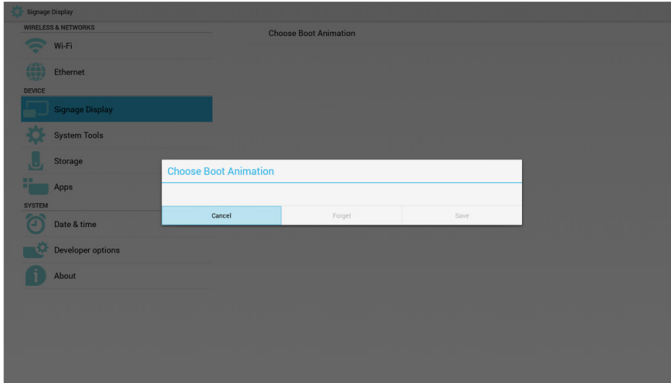 Signage Display
WIRELESS & NETWORKS
Wi-Fi
Ethernet
DEVICE
Signage Display
System Tools
Storage
Apps
SYSTEM
Date & time
Developer options
About
Choose Boot Animation
Choose Boot Animation
Cancel Forget Save